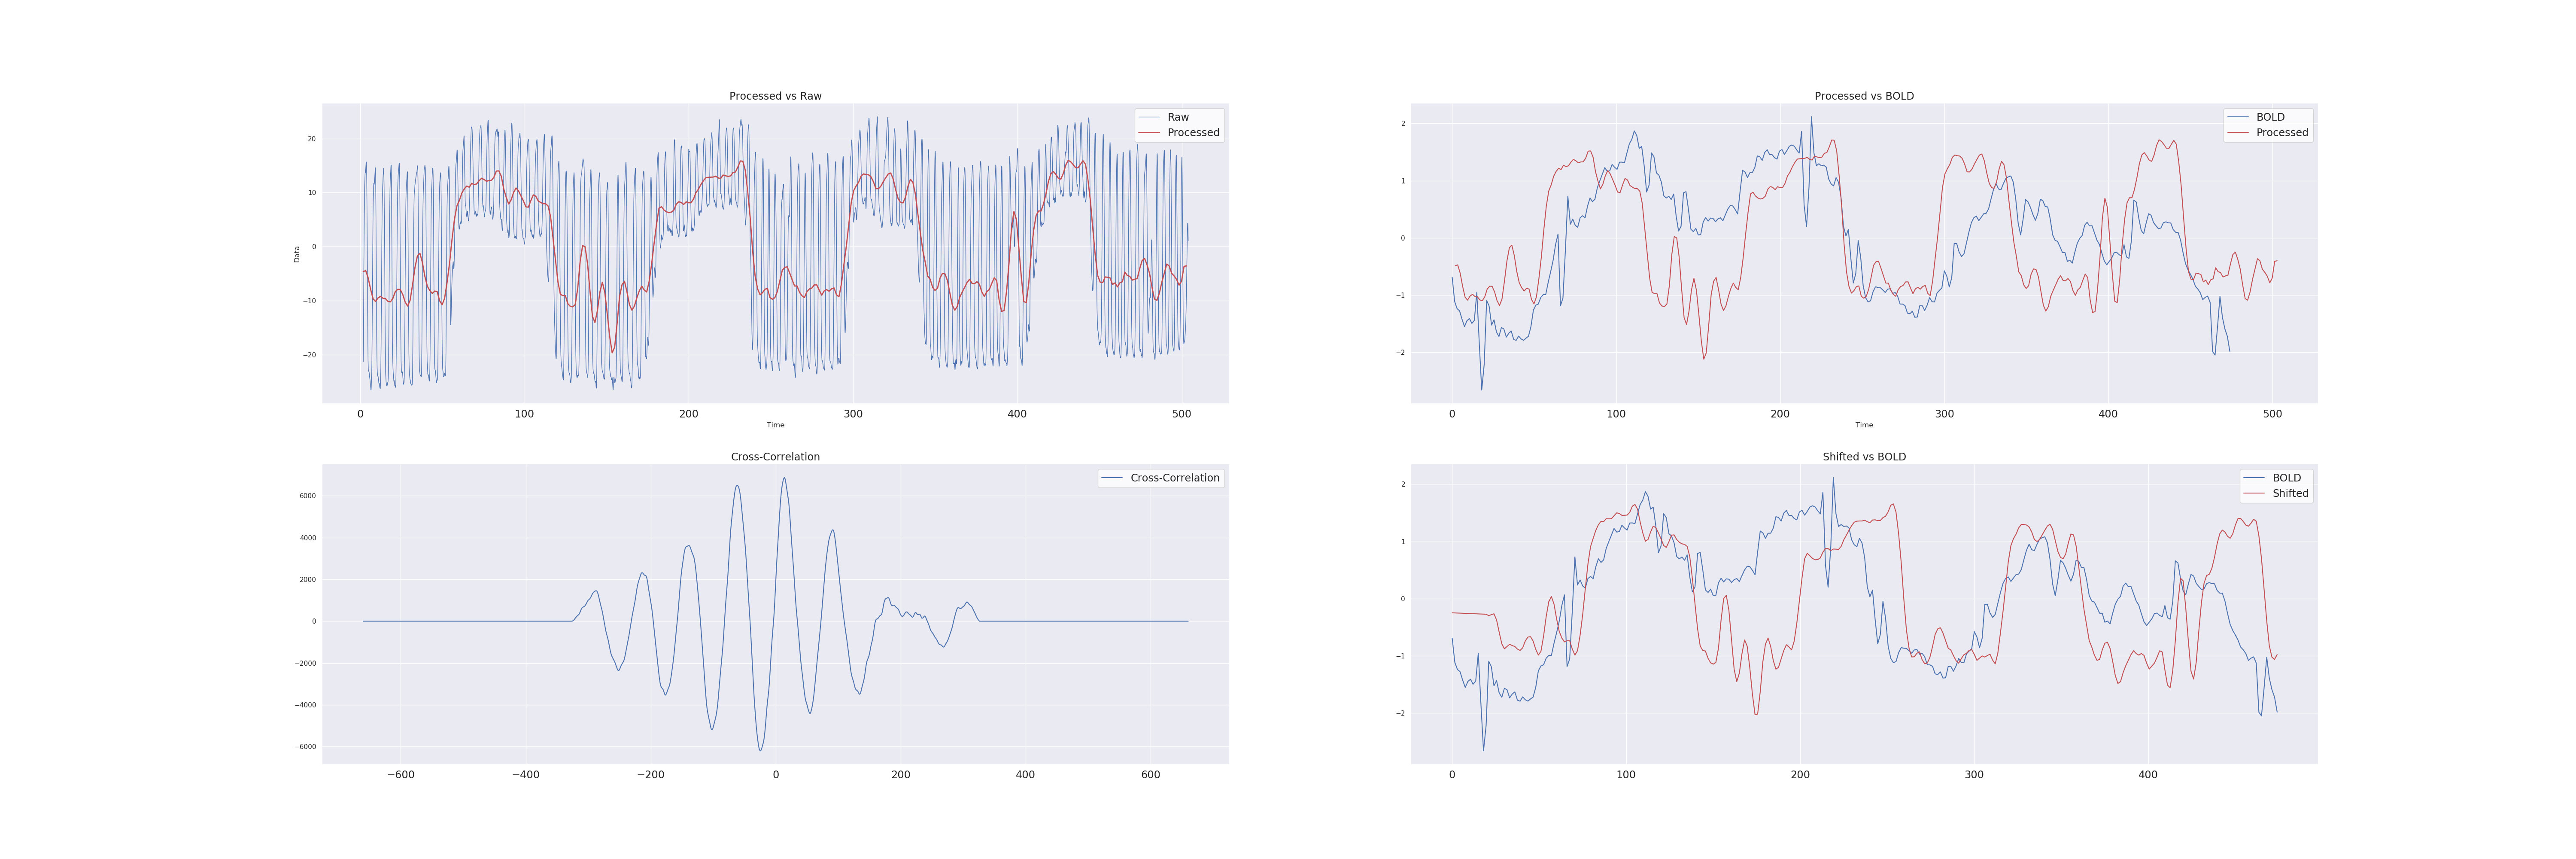 Processed vs Raw
Raw
Processed
20
10
0
−10
−20
Data
0 100 200 300 400 500
Time
Processed vs BOLD
BOLD
Processed
2
1
0
−1
−2
0 100 200 300 400 500
Time
Cross-Correlation
Cross-Correlation
6000
4000
2000
0
−2000
−4000
−6000
−600 −400 −200 0 200 400 600
Shifted vs BOLD
BOLD
Shifted
2
1
0
−1
−2
0 100 200 300 400